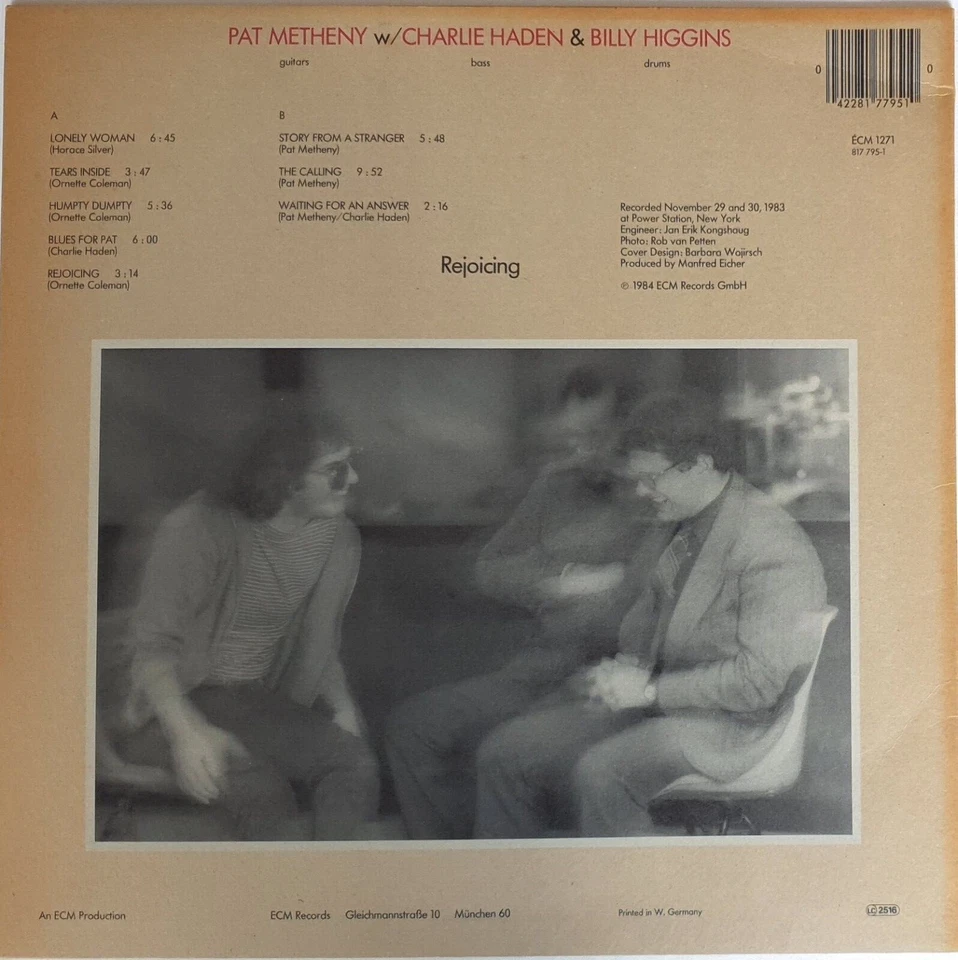 PAT METHENY w/CHARLIE HADEN & BILLY HIGGINS
guitars bass drums
0 42281 77951 0
A
LONELY WOMAN 6:45
(Horace Silver)
TEARS INSIDE 3:47
(Ornette Coleman)
HUMPTY DUMPTY 5:36
(Ornette Coleman)
BLUES FOR PAT 6:00
(Charlie Haden)
REJOICING 3:14
(Ornette Coleman)
B
STORY FROM A STRANGER 5:48
(Pat Metheny)
THE CALLING 9:52
(Pat Metheny)
WAITING FOR AN ANSWER 2:16
(Pat Metheny/Charlie Haden)
ECM 1271
817 795-1
Recorded November 29 and 30, 1983
at Power Station, New York
Engineer: Jan Erik Kongshaug
Photo: Rob van Petten
Cover Design: Barbara Wojirsch
Produced by Manfred Eicher
℗ 1984 ECM Records GmbH
Rejoicing
An ECM Production
ECM Records Gleichmannstraße 10 München 60
Printed in W. Germany
LC 2516